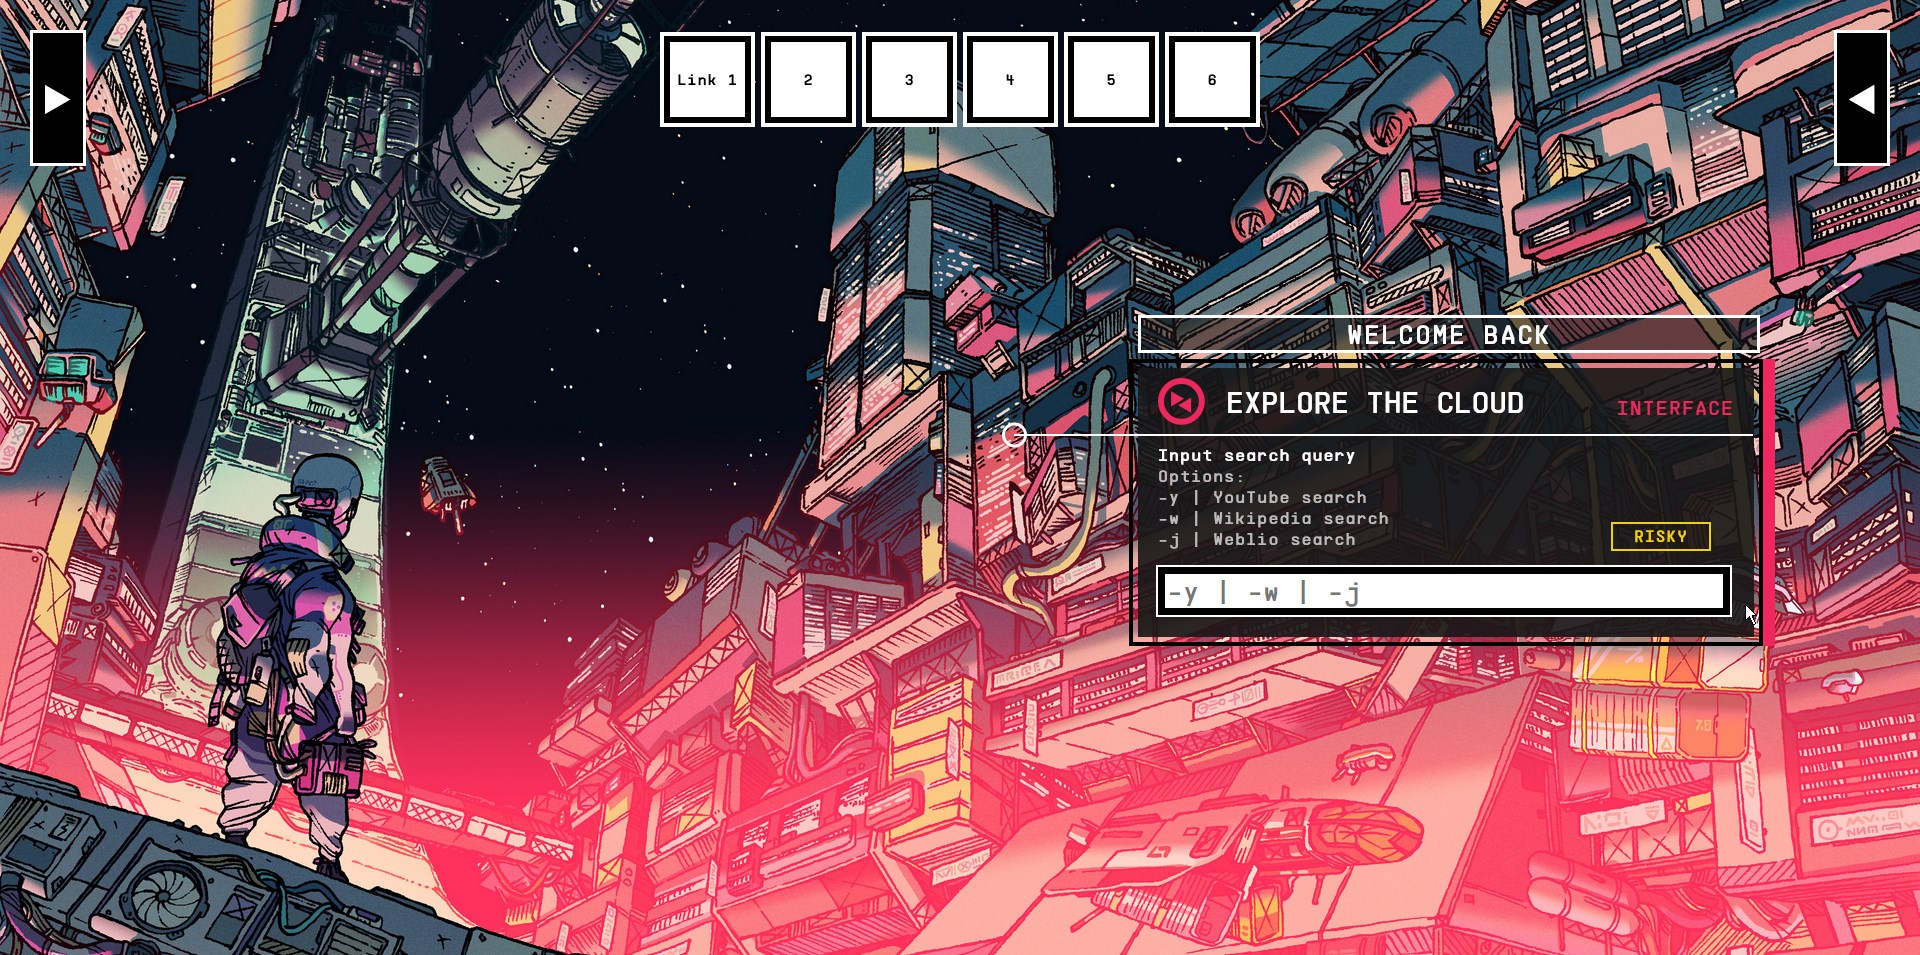 Link 1
2
3
4
5
6
WELCOME BACK
EXPLORE THE CLOUD
INTERFACE
Input search query
Options:
-y | YouTube search
-w | Wikipedia search
-j | Weblio search
RISKY
-y | -w | -j